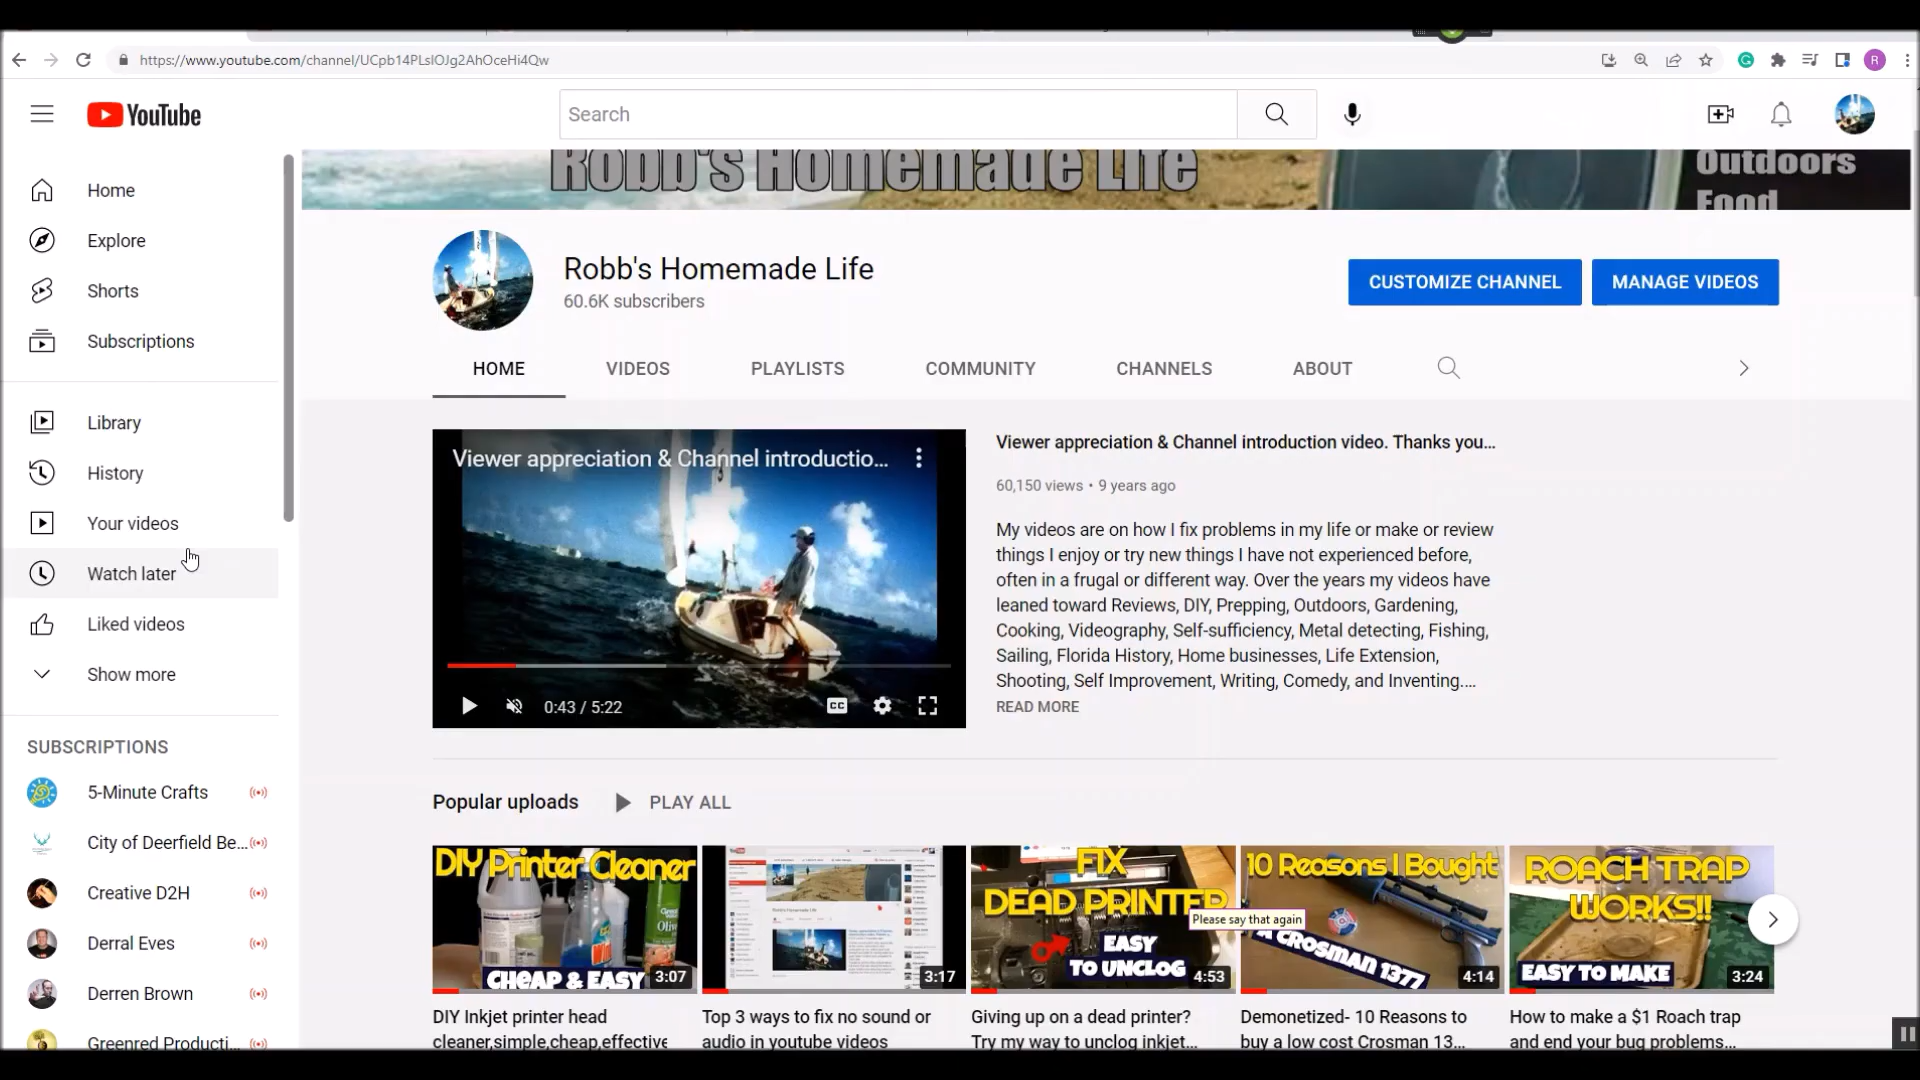 https://www.youtube.com/channel/UCpb14PLsIOJg2AhOceHi4Qw
R
YouTube
Search
Home
Explore
Shorts
Subscriptions
Library
History
Your videos
Watch later
Liked videos
Show more
SUBSCRIPTIONS
5-Minute Crafts
City of Deerfield Be...
Creative D2H
Derral Eves
Derren Brown
Greenred Producti...
Robb's Homemade Life
Outdoors
Food
Robb's Homemade Life
60.6K subscribers
CUSTOMIZE CHANNEL
MANAGE VIDEOS
HOME
VIDEOS
PLAYLISTS
COMMUNITY
CHANNELS
ABOUT
Viewer appreciation & Channel introductio...
0:43 / 5:22
CC
Viewer appreciation & Channel introduction video. Thanks you...
60,150 views • 9 years ago
My videos are on how I fix problems in my life or make or review
things I enjoy or try new things I have not experienced before,
often in a frugal or different way. Over the years my videos have
leaned toward Reviews, DIY, Prepping, Outdoors, Gardening,
Cooking, Videography, Self-sufficiency, Metal detecting, Fishing,
Sailing, Florida History, Home businesses, Life Extension,
Shooting, Self Improvement, Writing, Comedy, and Inventing....
READ MORE
Popular uploads
PLAY ALL
DIY Printer Cleaner
CHEAP & EASY
3:07
DIY Inkjet printer head
cleaner,simple,cheap,effective
3:17
Top 3 ways to fix no sound or
audio in youtube videos
FIX
DEAD PRINTER
EASY
TO UNCLOG
4:53
Please say that again
Giving up on a dead printer?
Try my way to unclog inkjet...
10 Reasons I Bought
A CROSMAN 1377
4:14
Demonetized- 10 Reasons to
buy a low cost Crosman 13...
ROACH TRAP
WORKS!!
EASY TO MAKE
3:24
How to make a $1 Roach trap
and end your bug problems...